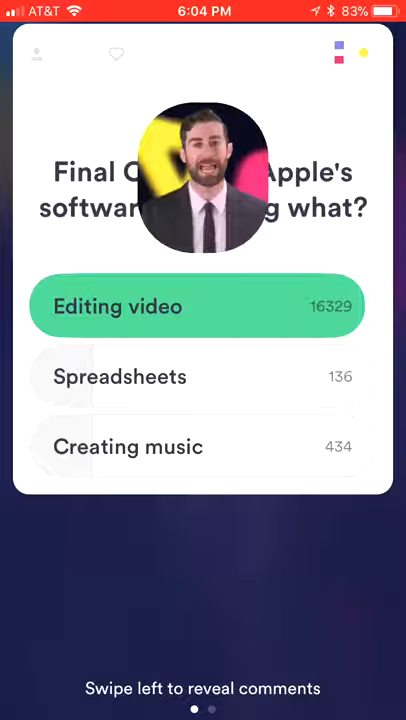 AT&T 6:04 PM 83%
Final Apple's
what?
Editing video 16329
Spreadsheets 136
Creating music 434
Swipe left to reveal comments